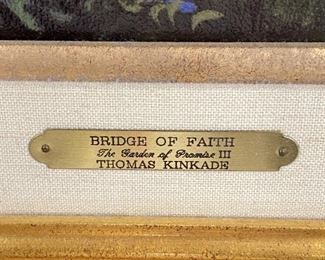 BRIDGE OF FAITH
The Garden of Promise III
THOMAS KINKADE